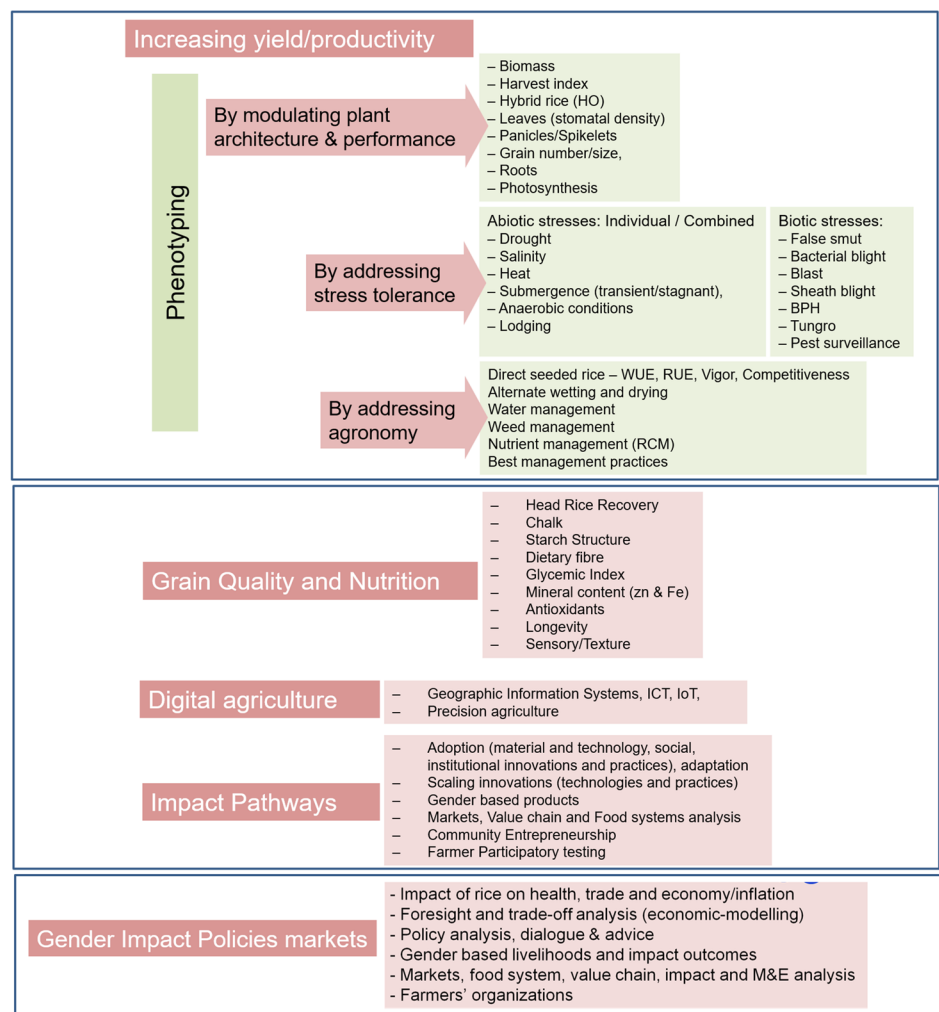 Increasing yield/productivity
Phenotyping
By modulating plant
architecture & performance
– Biomass
– Harvest index
– Hybrid rice (HO)
– Leaves (stomatal density)
– Panicles/Spikelets
– Grain number/size,
– Roots
– Photosynthesis
By addressing
stress tolerance
Abiotic stresses: Individual / Combined
– Drought
– Salinity
– Heat
– Submergence (transient/stagnant),
– Anaerobic conditions
– Lodging
Biotic stresses:
– False smut
– Bacterial blight
– Blast
– Sheath blight
– BPH
– Tungro
– Pest surveillance
By addressing
agronomy
Direct seeded rice – WUE, RUE, Vigor, Competitiveness
Alternate wetting and drying
Water management
Weed management
Nutrient management (RCM)
Best management practices
Grain Quality and Nutrition
– Head Rice Recovery
– Chalk
– Starch Structure
– Dietary fibre
– Glycemic Index
– Mineral content (zn & Fe)
– Antioxidants
– Longevity
– Sensory/Texture
Digital agriculture
– Geographic Information Systems, ICT, IoT,
– Precision agriculture
Impact Pathways
– Adoption (material and technology, social,
institutional innovations and practices), adaptation
– Scaling innovations (technologies and practices)
– Gender based products
– Markets, Value chain and Food systems analysis
– Community Entrepreneurship
– Farmer Participatory testing
Gender Impact Policies markets
- Impact of rice on health, trade and economy/inflation
- Foresight and trade-off analysis (economic-modelling)
- Policy analysis, dialogue & advice
- Gender based livelihoods and impact outcomes
- Markets, food system, value chain, impact and M&E analysis
- Farmers’ organizations